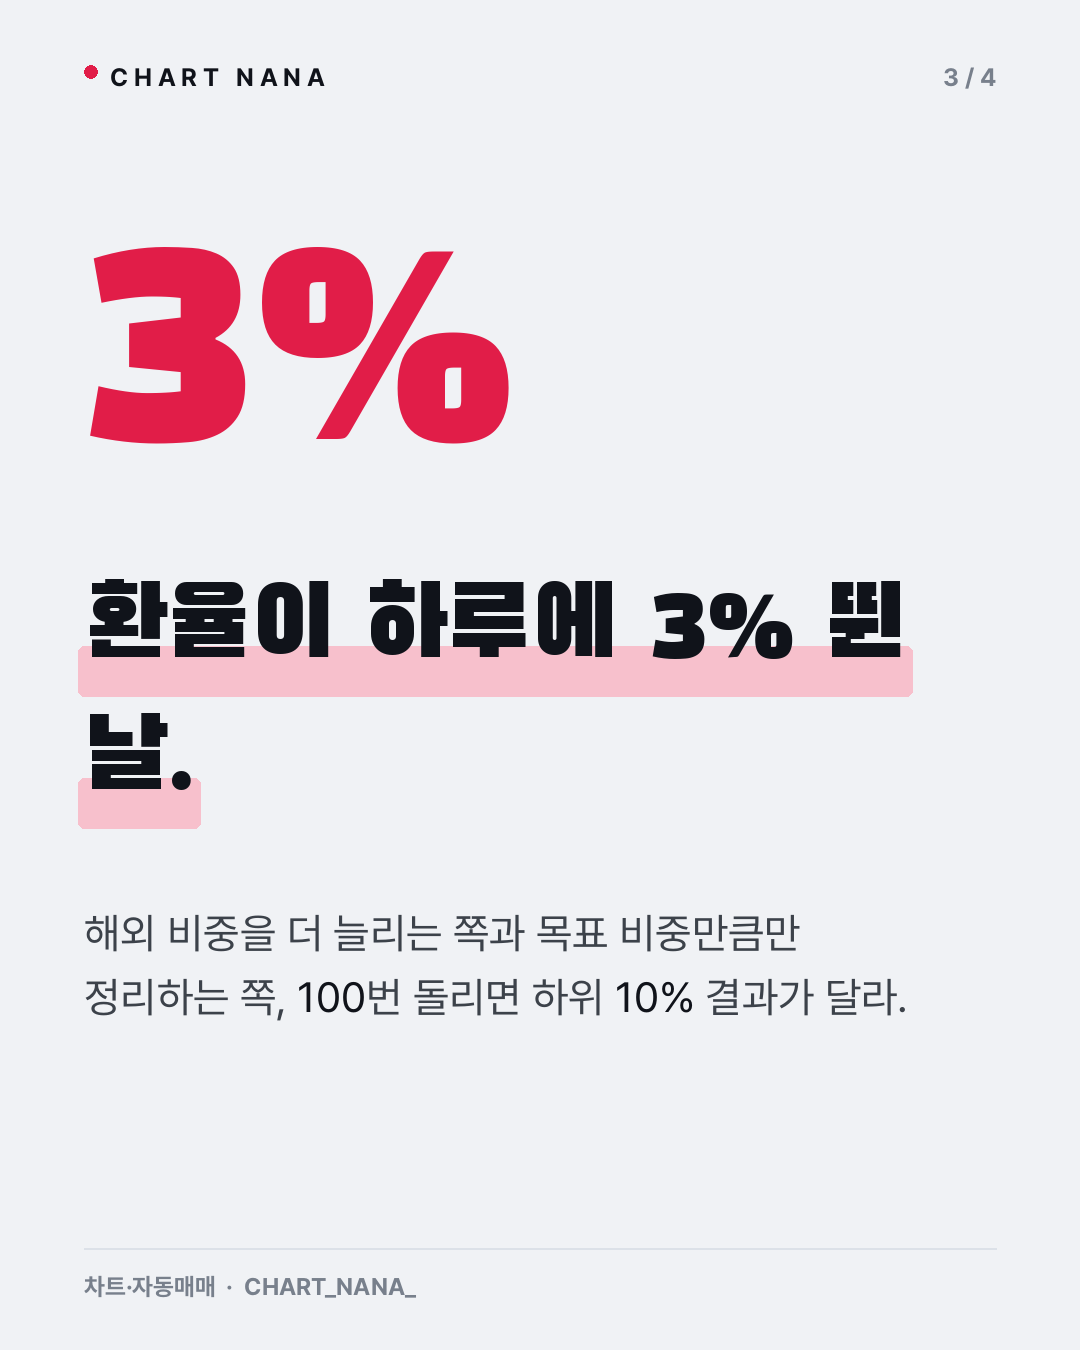 CHART NANA
3 / 4
3%
환율이 하루에 3% 뛴
날.
해외 비중을 더 늘리는 쪽과 목표 비중만큼만
정리하는 쪽, 100번 돌리면 하위 10% 결과가 달라.
차트·자동매매 · CHART_NANA_